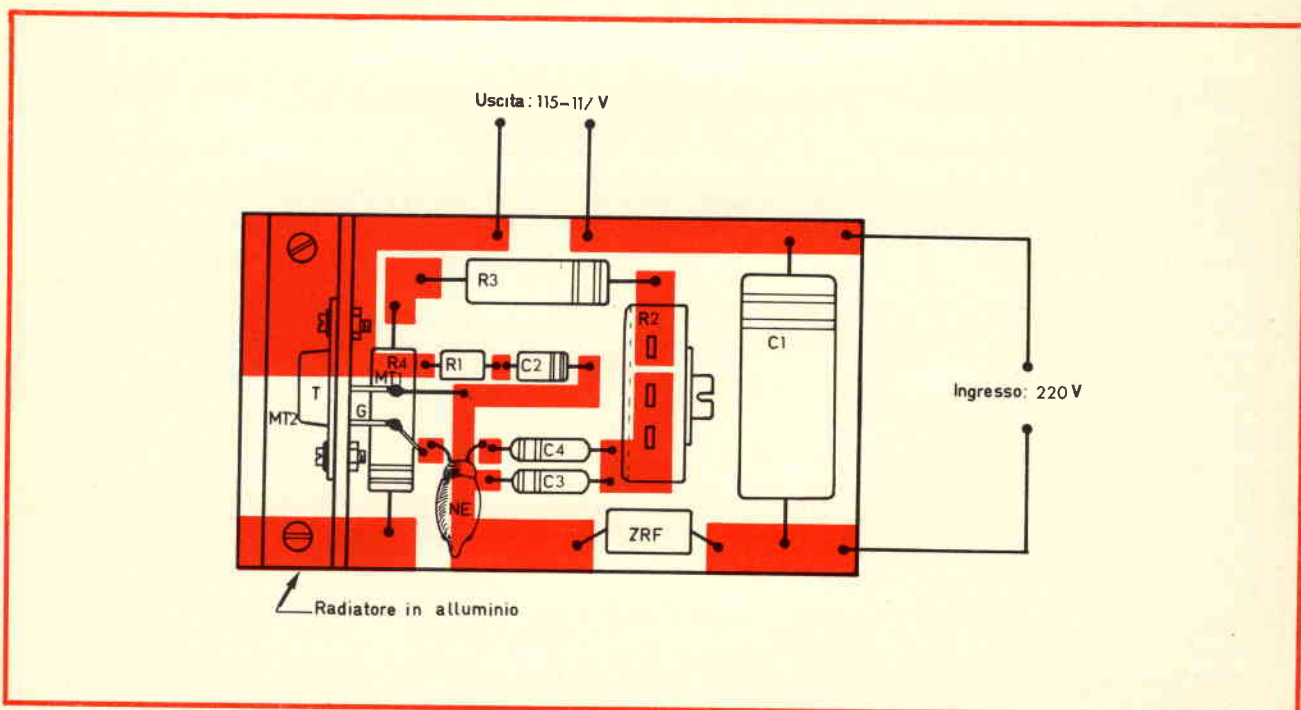 Uscita: 115-11/ V
R3
R2
C1
R4
R1
C2
MT1
T
G
MT2
Ingresso: 220 V
C4
C3
NE
ZRF
Radiatore in alluminio